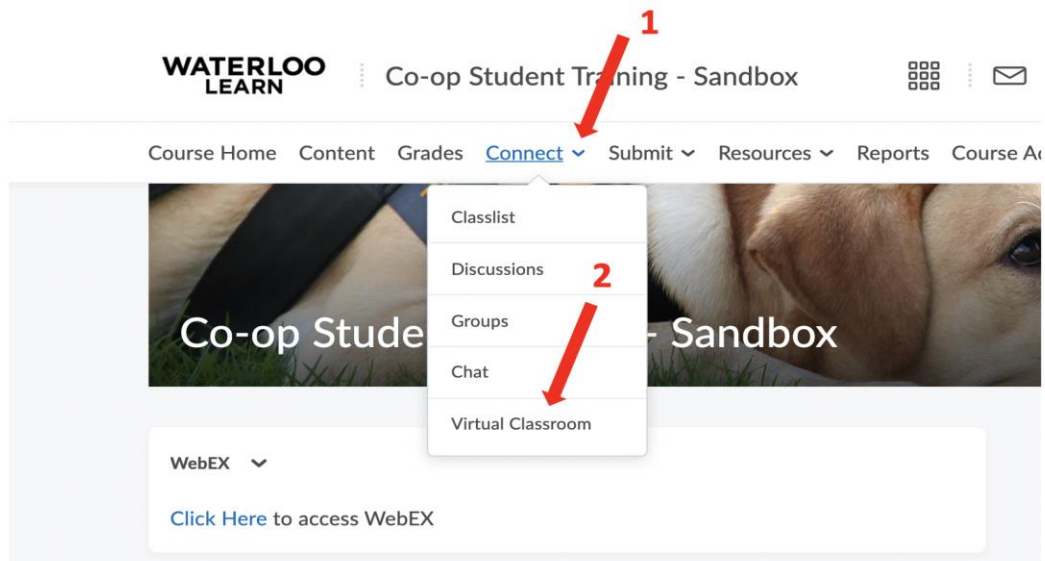 1
WATERLOO
LEARN
Co-op Student Training - Sandbox
Course Home Content Grades Connect Submit Resources Reports Course
Classlist
Discussions
2
Groups
Chat
Virtual Classroom
Co-op Stude - Sandbox
WebEX
Click Here to access WebEX